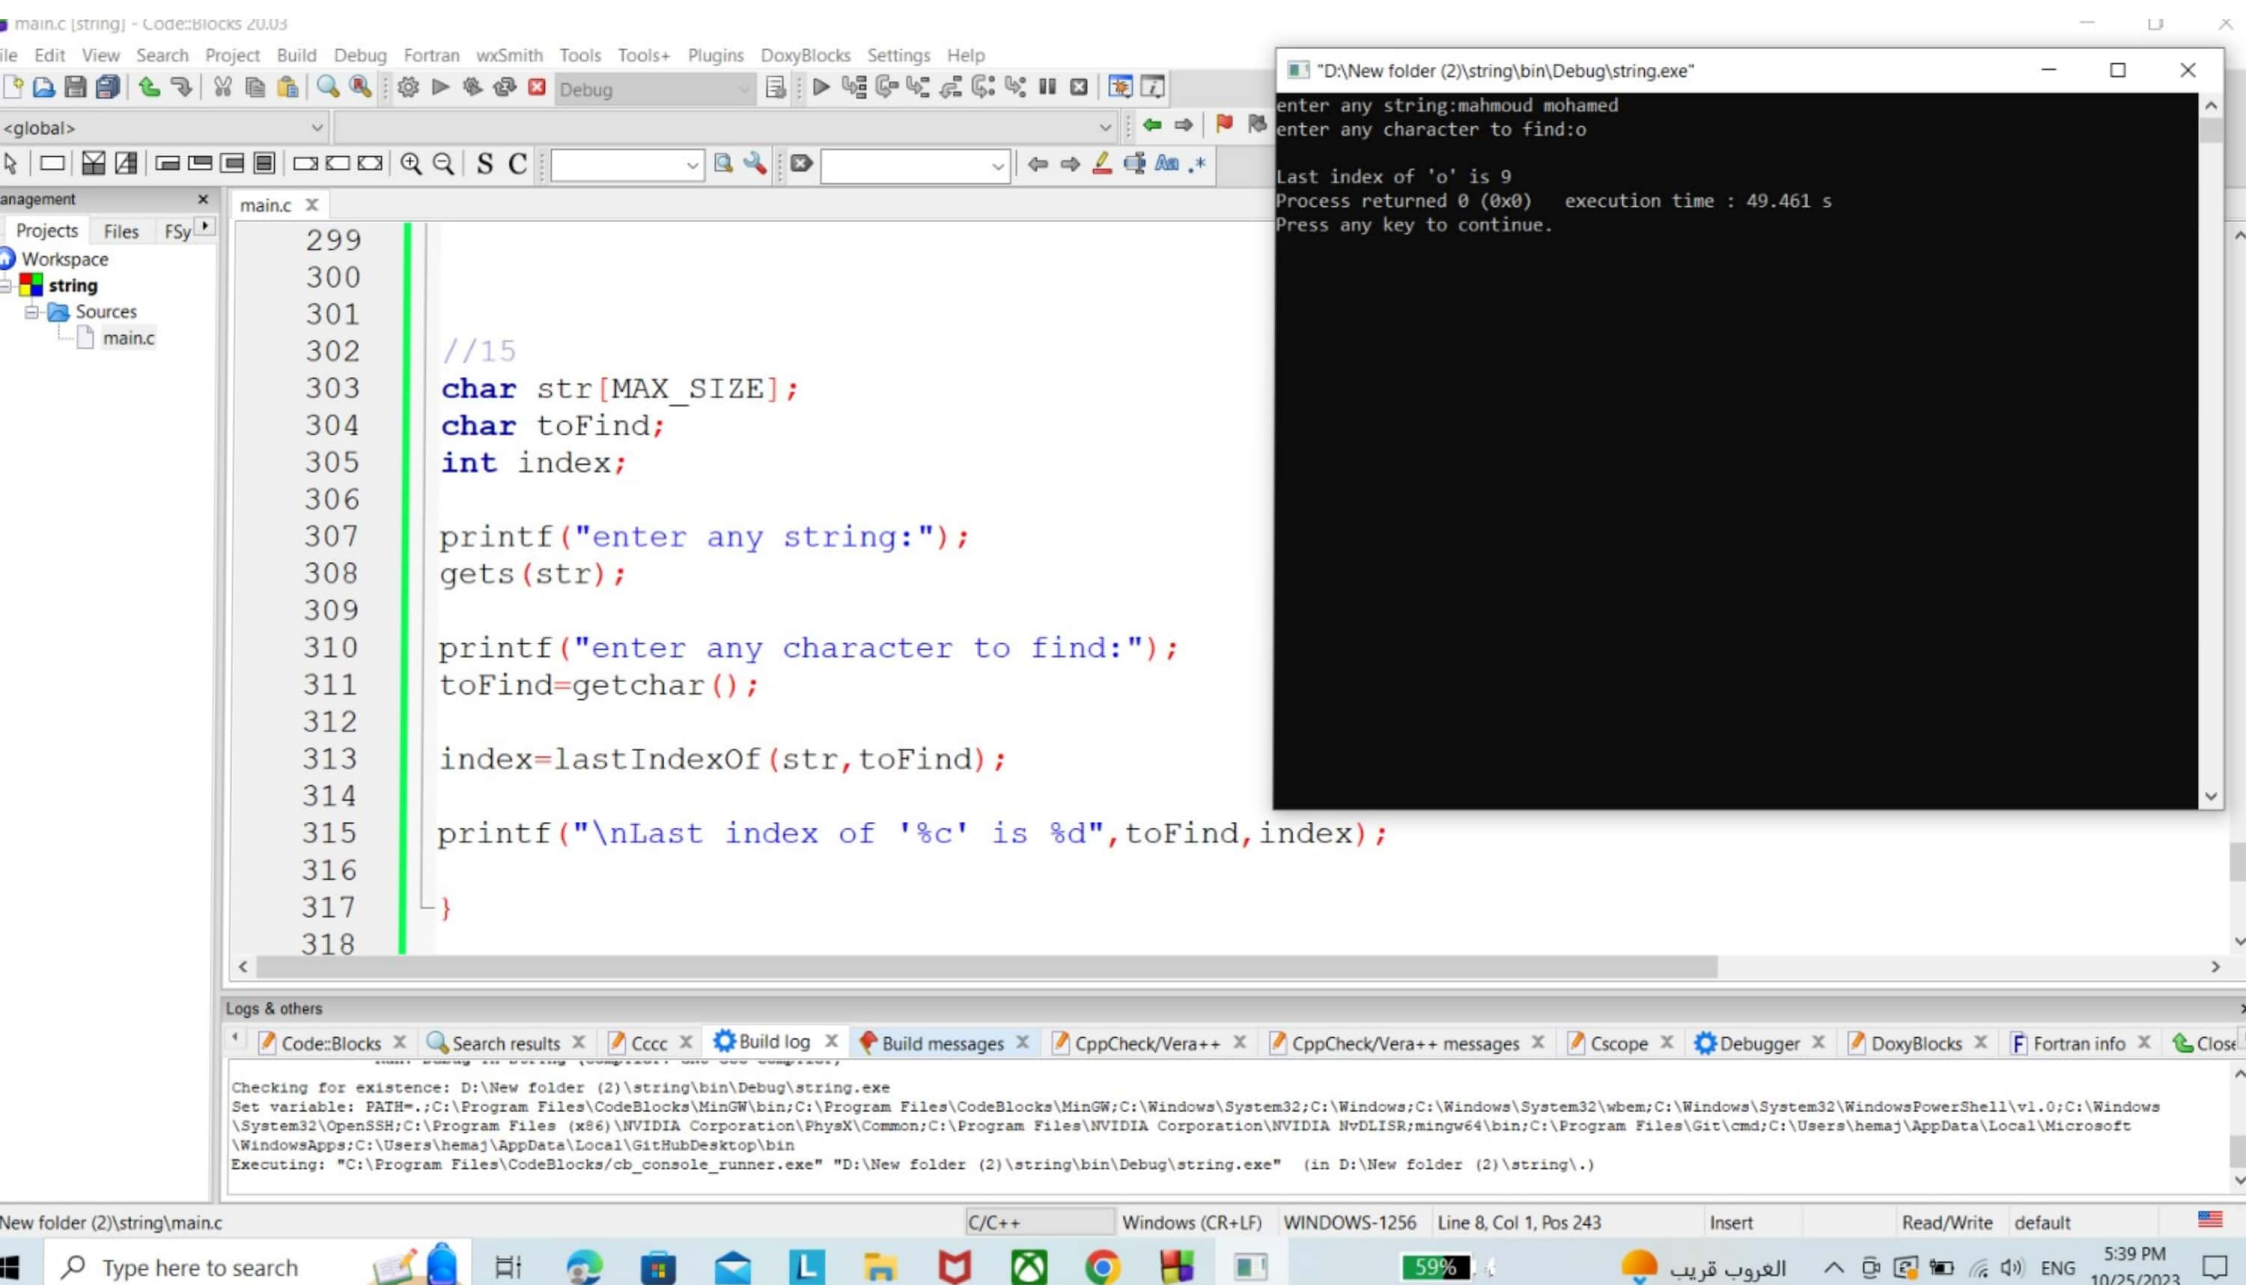 main.c [string] - Code::Blocks 20.03
ile Edit View Search Project Build Debug Fortran wxSmith Tools Tools+ Plugins DoxyBlocks Settings Help
Debug
<global>
S C
anagement
Projects Files FSy
Workspace
string
Sources
main.c
main.c
299
300
301
302 //15
303 char str[MAX_SIZE];
304 char toFind;
305 int index;
306
307 printf("enter any string:");
308 gets(str);
309
310 printf("enter any character to find:");
311 toFind=getchar();
312
313 index=lastIndexOf(str,toFind);
314
315 printf("\nLast index of '%c' is %d",toFind,index);
316
317 }
318
"D:\New folder (2)\string\bin\Debug\string.exe"
enter any string:mahmoud mohamed
enter any character to find:o
Last index of 'o' is 9
Process returned 0 (0x0) execution time : 49.461 s
Press any key to continue.
Logs & others
Code::Blocks Search results Cccc Build log Build messages CppCheck/Vera++ CppCheck/Vera++ messages Cscope Debugger DoxyBlocks Fortran info Close
Checking for existence: D:\New folder (2)\string\bin\Debug\string.exe
Set variable: PATH=.;C:\Program Files\CodeBlocks\MinGW\bin;C:\Program Files\CodeBlocks\MinGW;C:\Windows\System32;C:\Windows;C:\Windows\System32\wbem;C:\Windows\System32\WindowsPowerShell\v1.0;C:\Windows
\System32\OpenSSH;C:\Program Files (x86)\NVIDIA Corporation\PhysX\Common;C:\Program Files\NVIDIA Corporation\NVIDIA NvDLISR;mingw64\bin;C:\Program Files\Git\cmd;C:\Users\hemaj\AppData\Local\Microsoft
\WindowsApps;C:\Users\hemaj\AppData\Local\GitHubDesktop\bin
Executing: "C:\Program Files\CodeBlocks/cb_console_runner.exe" "D:\New folder (2)\string\bin\Debug\string.exe" (in D:\New folder (2)\string\.)
New folder (2)\string\main.c C/C++ Windows (CR+LF) WINDOWS-1256 Line 8, Col 1, Pos 243 Insert Read/Write default
Type here to search
59%
الغروب قريب
ENG
5:39 PM
10/25/2023